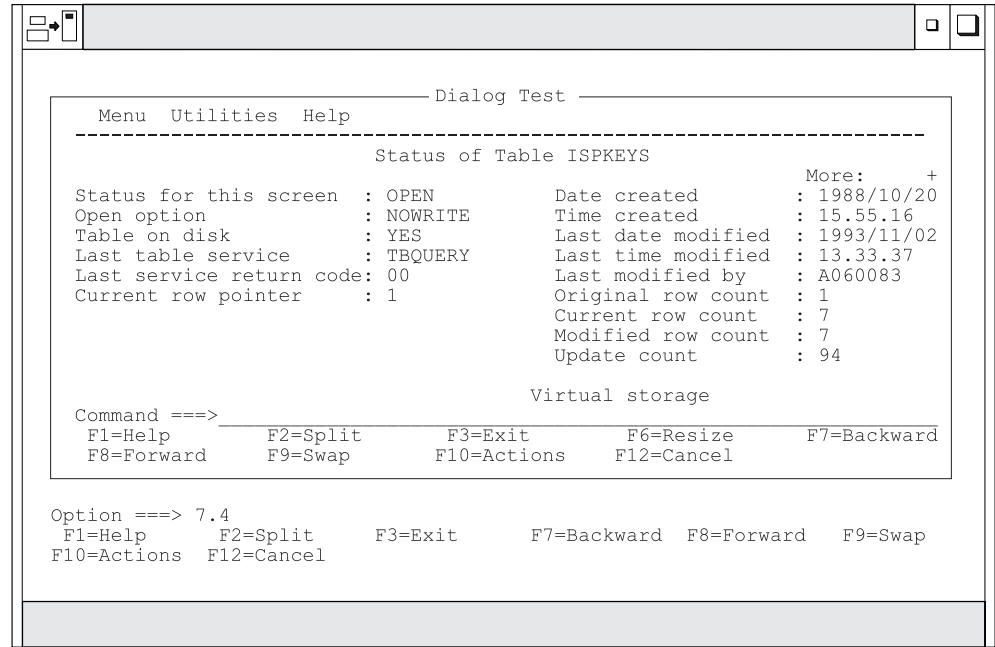 Dialog Test
Menu  Utilities  Help
Status of Table ISPKEYS
More:     +
Status for this screen  : OPEN          Date created        : 1988/10/20
Open option             : NOWRITE       Time created        : 15.55.16
Table on disk           : YES           Last date modified  : 1993/11/02
Last table service      : TBQUERY       Last time modified  : 13.33.37
Last service return code: 00            Last modified by    : A060083
Current row pointer     : 1             Original row count  : 1
Current row count   : 7
Modified row count  : 7
Update count        : 94
Virtual storage
Command ===>
F1=Help        F2=Split       F3=Exit        F6=Resize      F7=Backward
F8=Forward     F9=Swap       F10=Actions    F12=Cancel
Option ===> 7.4
F1=Help      F2=Split     F3=Exit      F7=Backward  F8=Forward   F9=Swap
F10=Actions  F12=Cancel